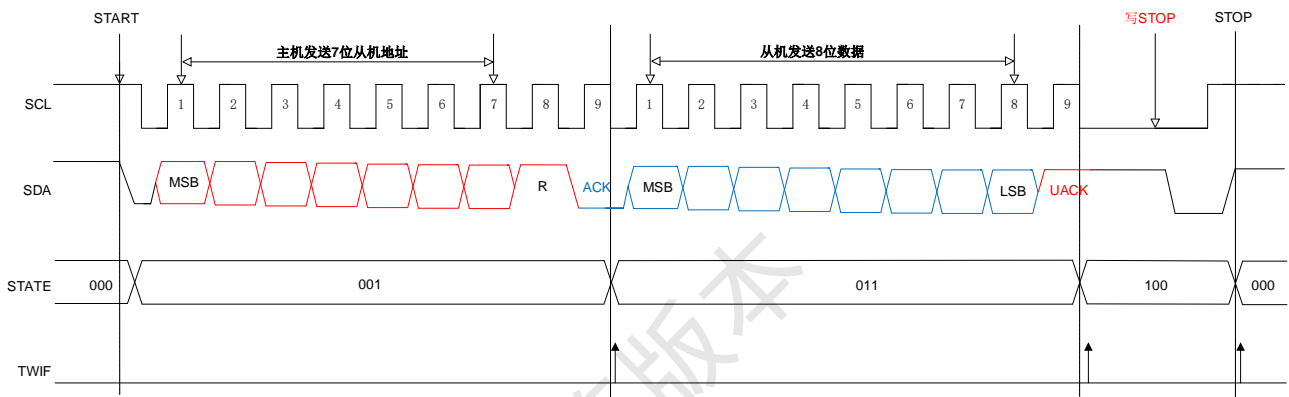 START 写STOP STOP
主机发送7位从机地址 从机发送8位数据
SCL 1 2 3 4 5 6 7 8 9 1 2 3 4 5 6 7 8 9
SDA MSB R ACK MSB LSB UACK
STATE 000 001 011 100 000
TWIF
版本